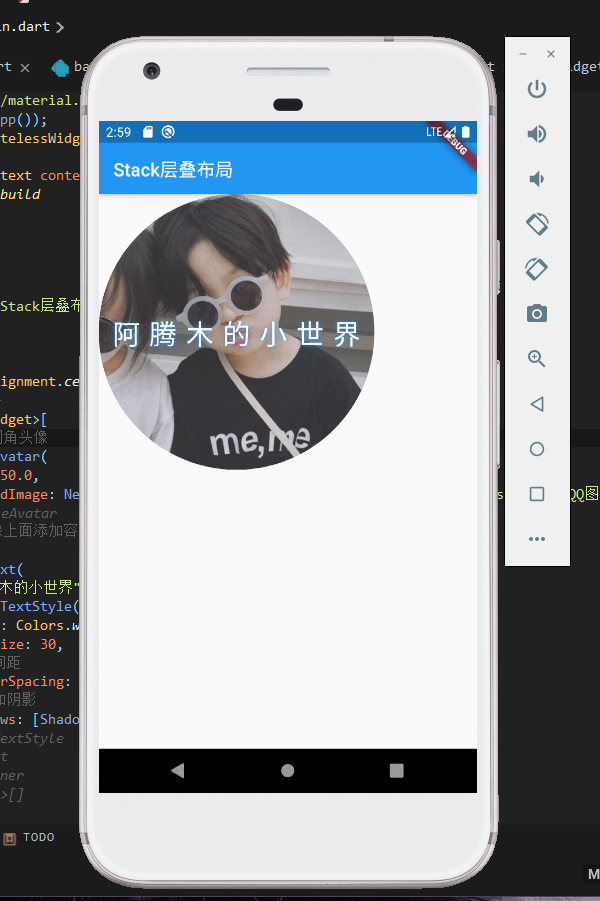 n.dart
rt
ba
t
dget
/material.
pp());
telessWidg
text conte
build
Stack层叠布
ignment.ce
dget>[
圆角头像
vatar(
50.0,
dImage: Ne
QQ图
eAvatar
像上面添加容
xt(
木的小世界"
TextStyle(
: Colors.w
ize: 30,
间距
rSpacing:
加阴影
ws: [Shado
TextStyle
t
ner
>[]
TODO
M
2:59
LTE
DEBUG
Stack层叠布局
阿腾木的小世界
me,me